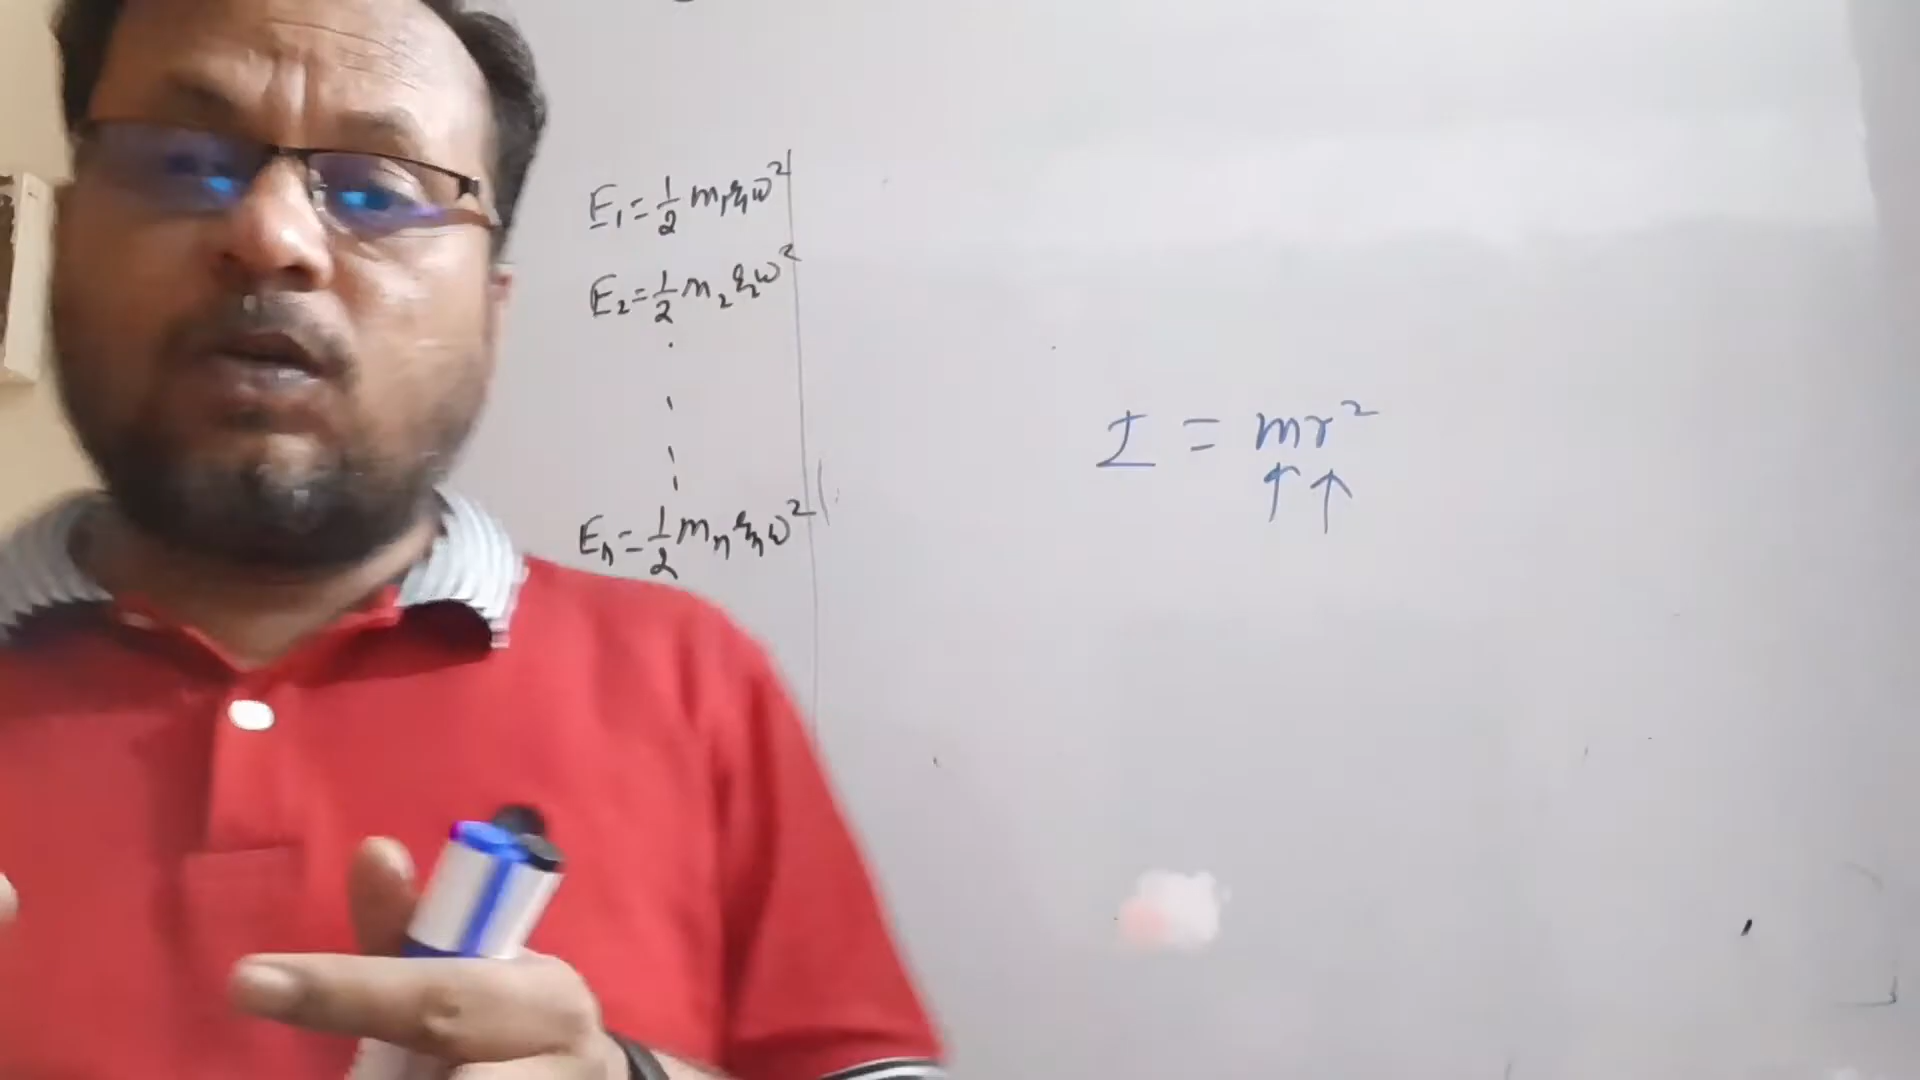 E₁ = 1/2 m₁r₁ω²
E₂ = 1/2 m₂r₂ω²
Eₙ = 1/2 mₙrₙω²
I = mr²
↑ ↑